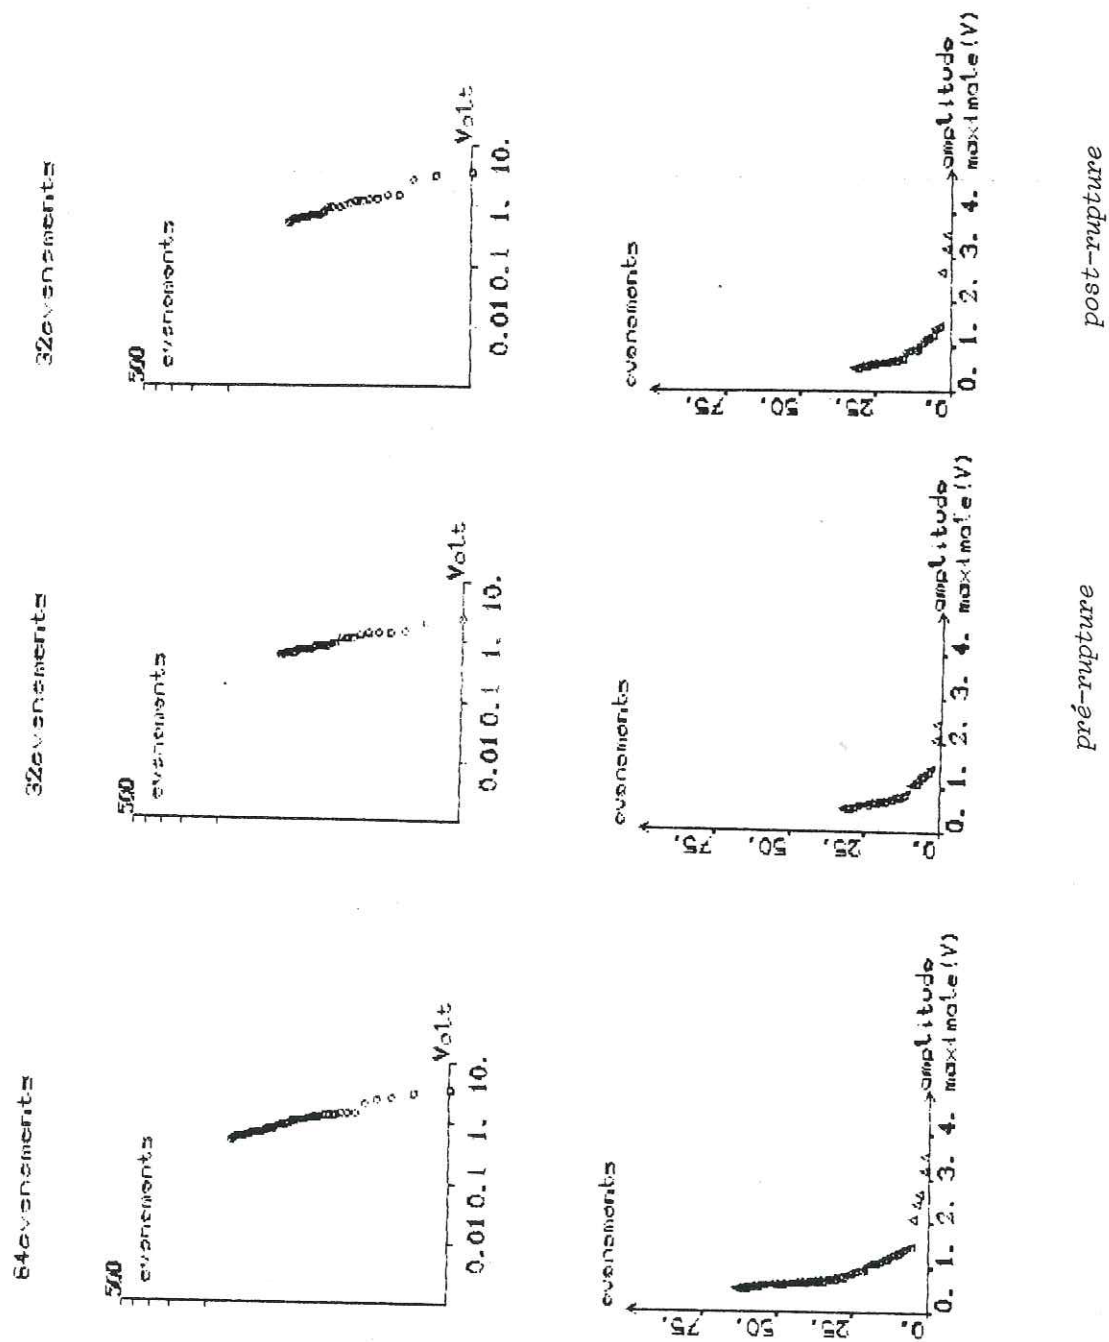 64evenements
500
evenements
Volt
0.01 0.1 1. 10.
evenements
75.
50.
25.
0.
0. 1. 2. 3. 4.
amplitude
maximale(V)
32evenements
500
evenements
Volt
0.01 0.1 1. 10.
evenements
75.
50.
25.
0.
0. 1. 2. 3. 4.
amplitude
maximale(V)
pré-rupture
32evenements
500
evenements
Volt
0.01 0.1 1. 10.
evenements
75.
50.
25.
0.
0. 1. 2. 3. 4.
amplitude
maximale(V)
post-rupture